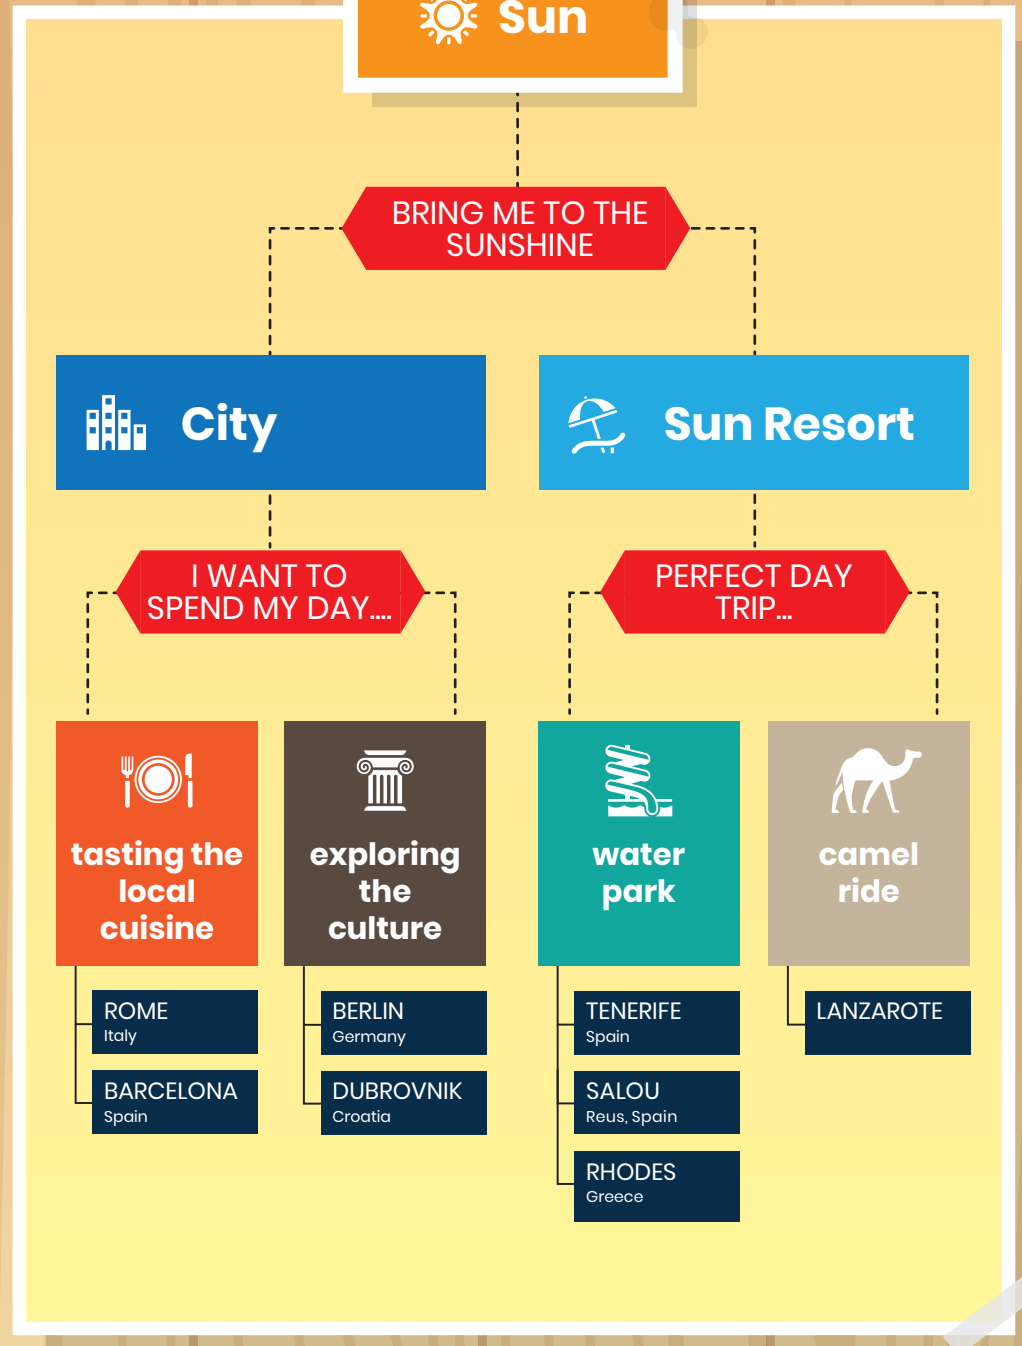 Sun
BRING ME TO THE
SUNSHINE
City
Sun Resort
I WANT TO
SPEND MY DAY....
PERFECT DAY
TRIP...
tasting the
local
cuisine
exploring
the
culture
water
park
camel
ride
ROME
Italy
BARCELONA
Spain
BERLIN
Germany
DUBROVNIK
Croatia
TENERIFE
Spain
SALOU
Reus, Spain
RHODES
Greece
LANZAROTE